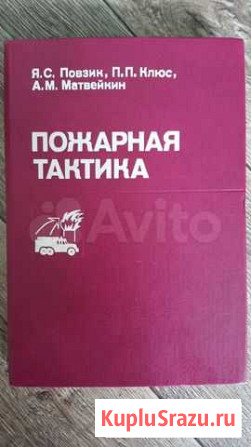 Я.С. Повзик, П.П. Клюс,
А.М. Матвейкин
ПОЖАРНАЯ
ТАКТИКА
Avito
KupluSrazu.ru